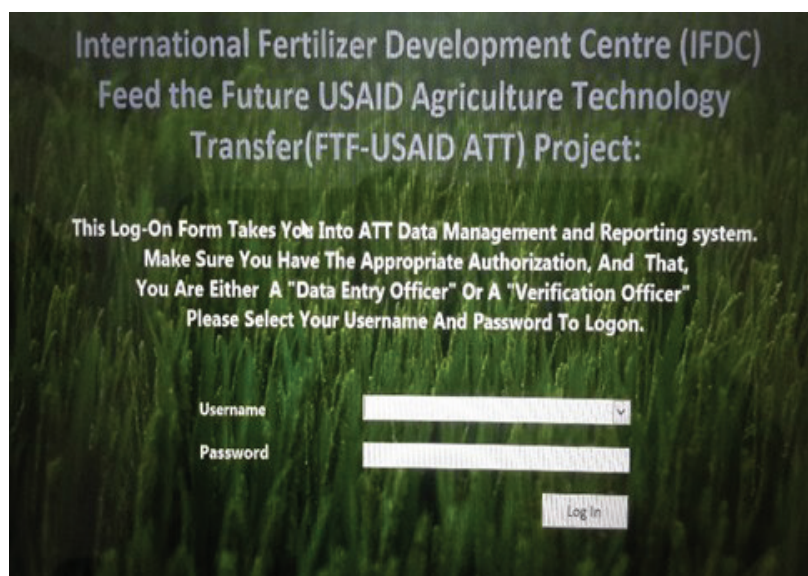 International Fertilizer Development Centre (IFDC)
Feed the Future USAID Agriculture Technology
Transfer(FTF-USAID ATT) Project:
This Log-On Form Takes You Into ATT Data Management and Reporting system.
Make Sure You Have The Appropriate Authorization, And That,
You Are Either A "Data Entry Officer" Or A "Verification Officer"
Please Select Your Username And Password To Logon.
Username
Password
Log In